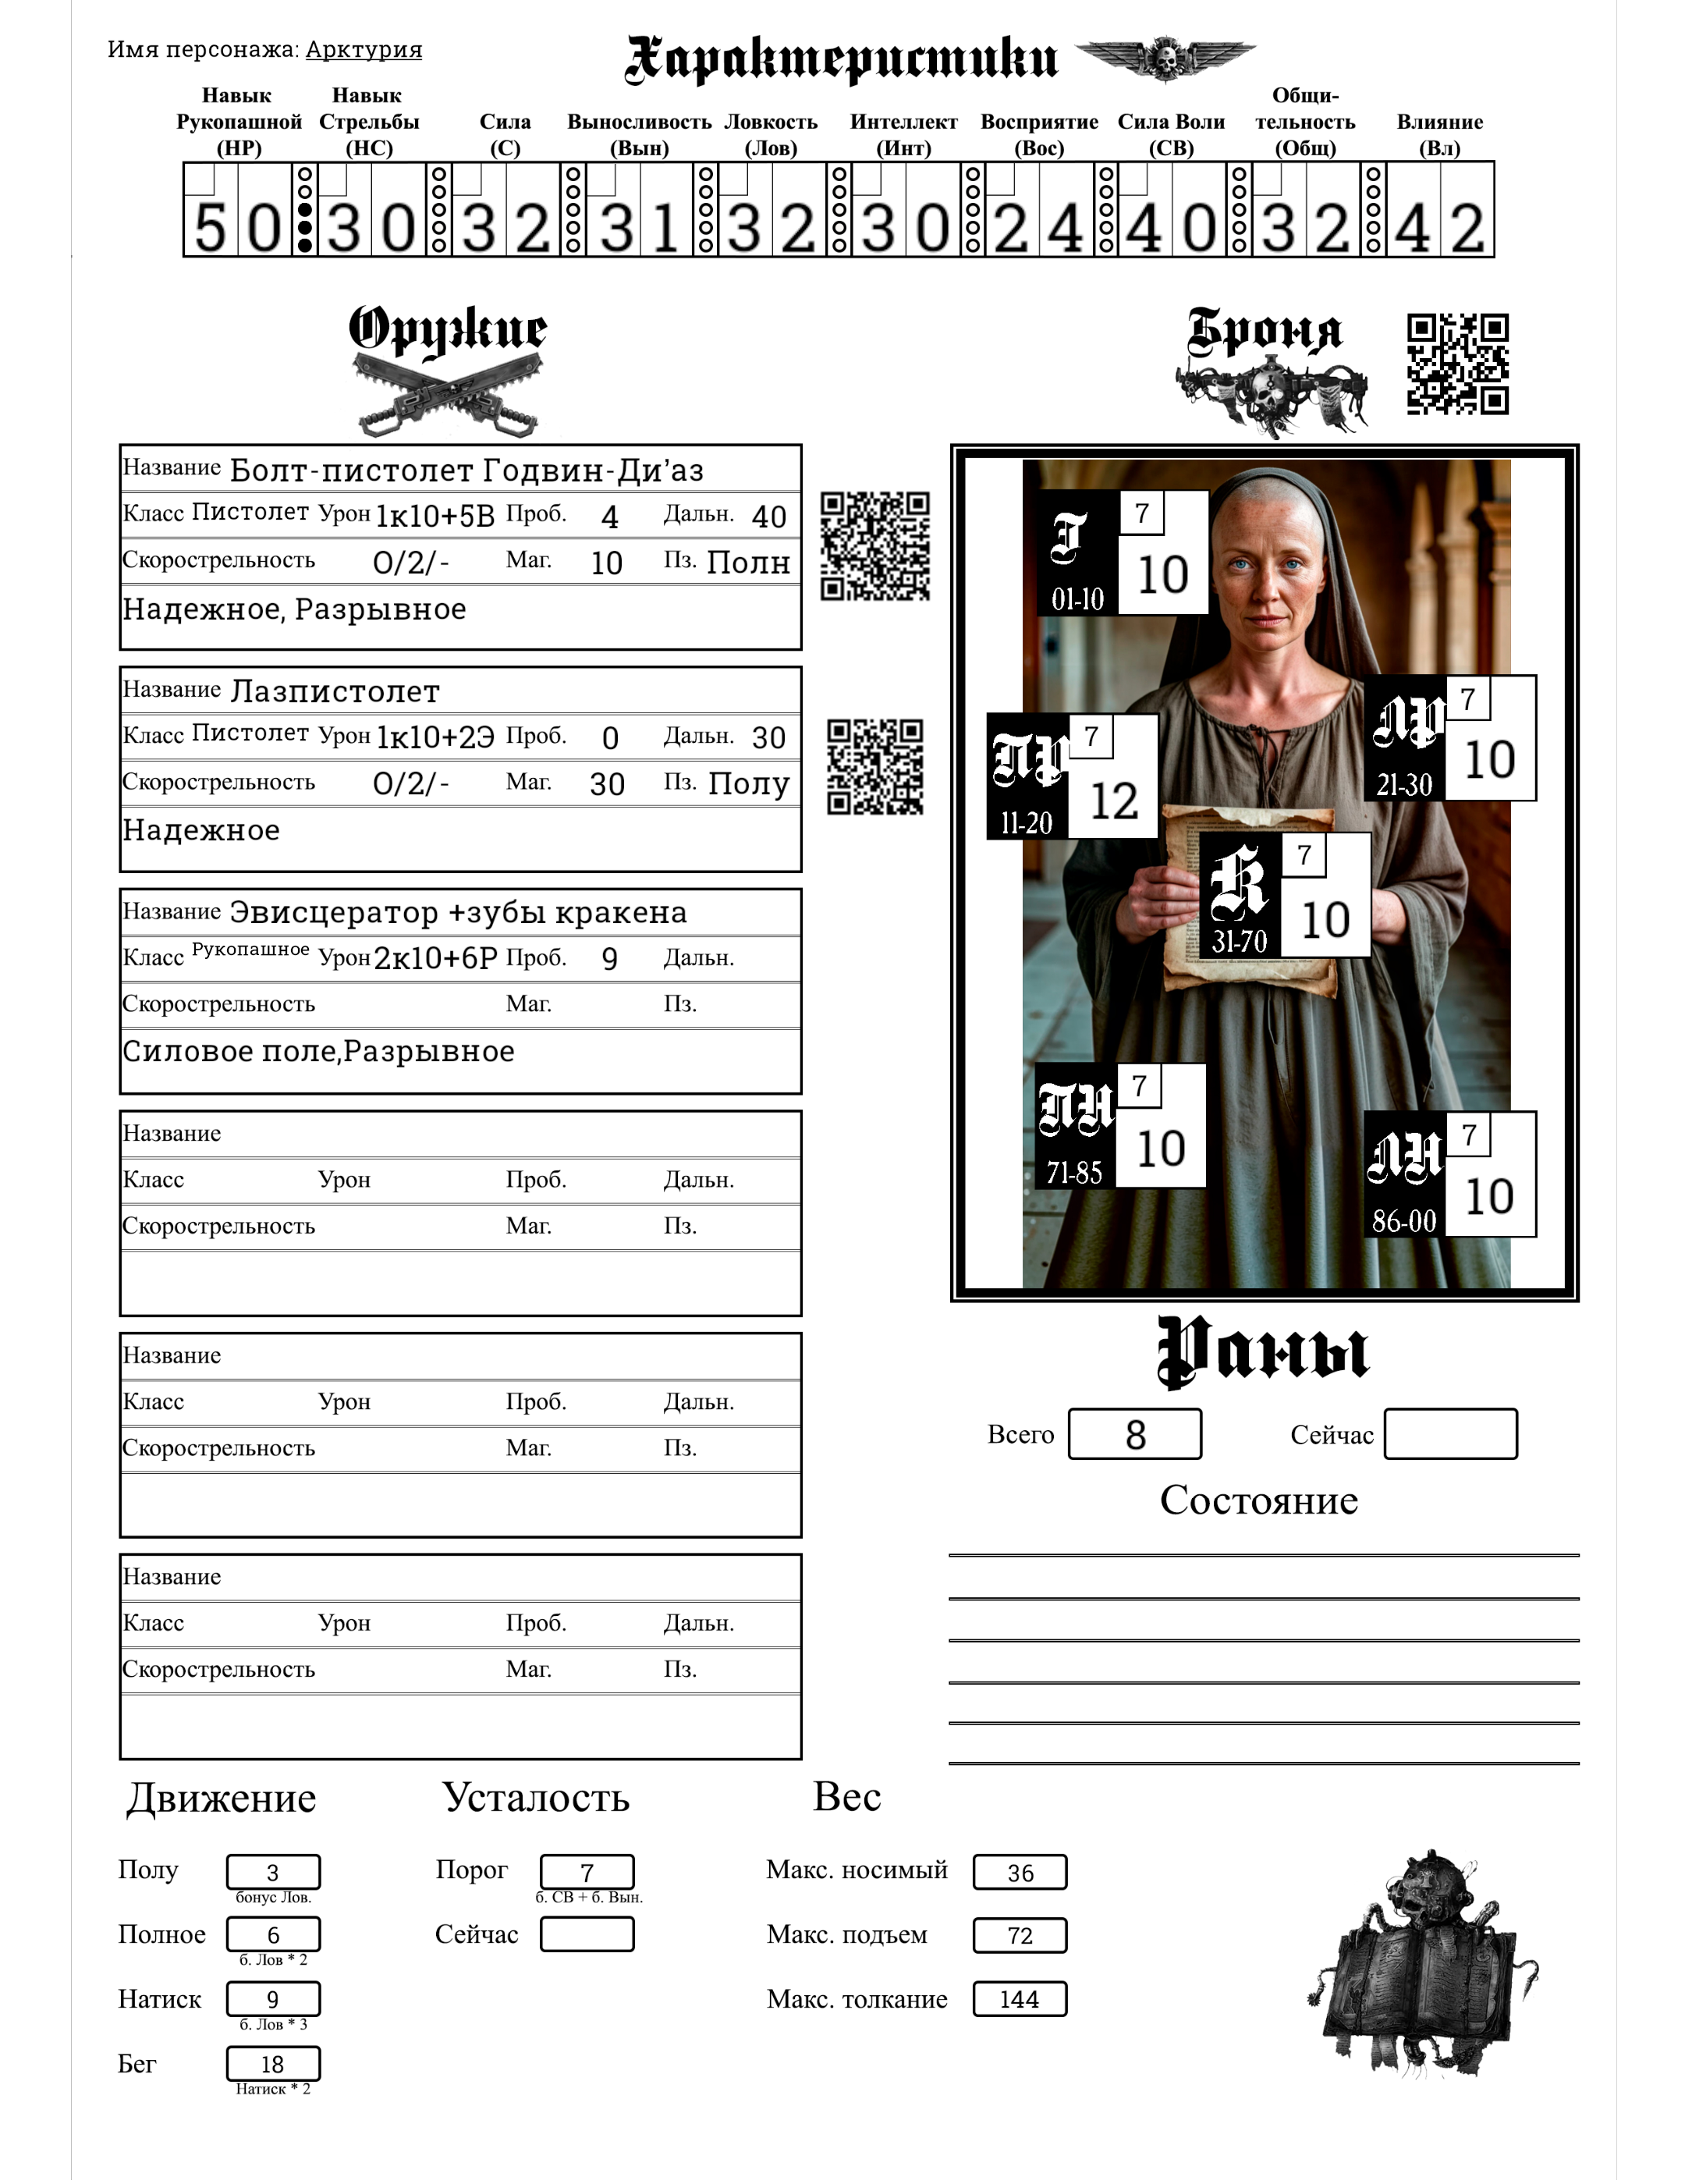 Имя персонажа: Арктурия
Характеристики
Навык Рукопашной (НР)
Навык Стрельбы (НС)
Сила (С)
Выносливость (Вын)
Ловкость (Лов)
Интеллект (Инт)
Восприятие (Вос)
Сила Воли (СВ)
Общи-тельность (Общ)
Влияние (Вл)
50 30 32 31 32 30 24 40 32 42
Оружие
Броня
Название Болт-пистолет Годвин-Ди’аз
Класс Пистолет Урон 1к10+5В Проб. 4 Дальн. 40
Скорострельность О/2/- Маг. 10 Пз. Полн
Надежное, Разрывное
Название Лазпистолет
Класс Пистолет Урон 1к10+2Э Проб. 0 Дальн. 30
Скорострельность О/2/- Маг. 30 Пз. Полу
Надежное
Название Эвисцератор +зубы кракена
Класс Рукопашное Урон 2к10+6Р Проб. 9 Дальн.
Скорострельность Маг. Пз.
Силовое поле,Разрывное
Название
Класс Урон Проб. Дальн.
Скорострельность Маг. Пз.
Название
Класс Урон Проб. Дальн.
Скорострельность Маг. Пз.
Название
Класс Урон Проб. Дальн.
Скорострельность Маг. Пз.
Г 7
01-10 10
ЛР 7
21-30 10
ПР 7
11-20 12
К 7
31-70 10
ПН 7
71-85 10
ЛН 7
86-00 10
Раны
Всего 8 Сейчас
Состояние
Движение
Полу 3
бонус Лов.
Полное 6
б. Лов * 2
Натиск 9
б. Лов * 3
Бег 18
Натиск * 2
Усталость
Порог 7
б. СВ + б. Вын.
Сейчас
Вес
Макс. носимый 36
Макс. подъем 72
Макс. толкание 144